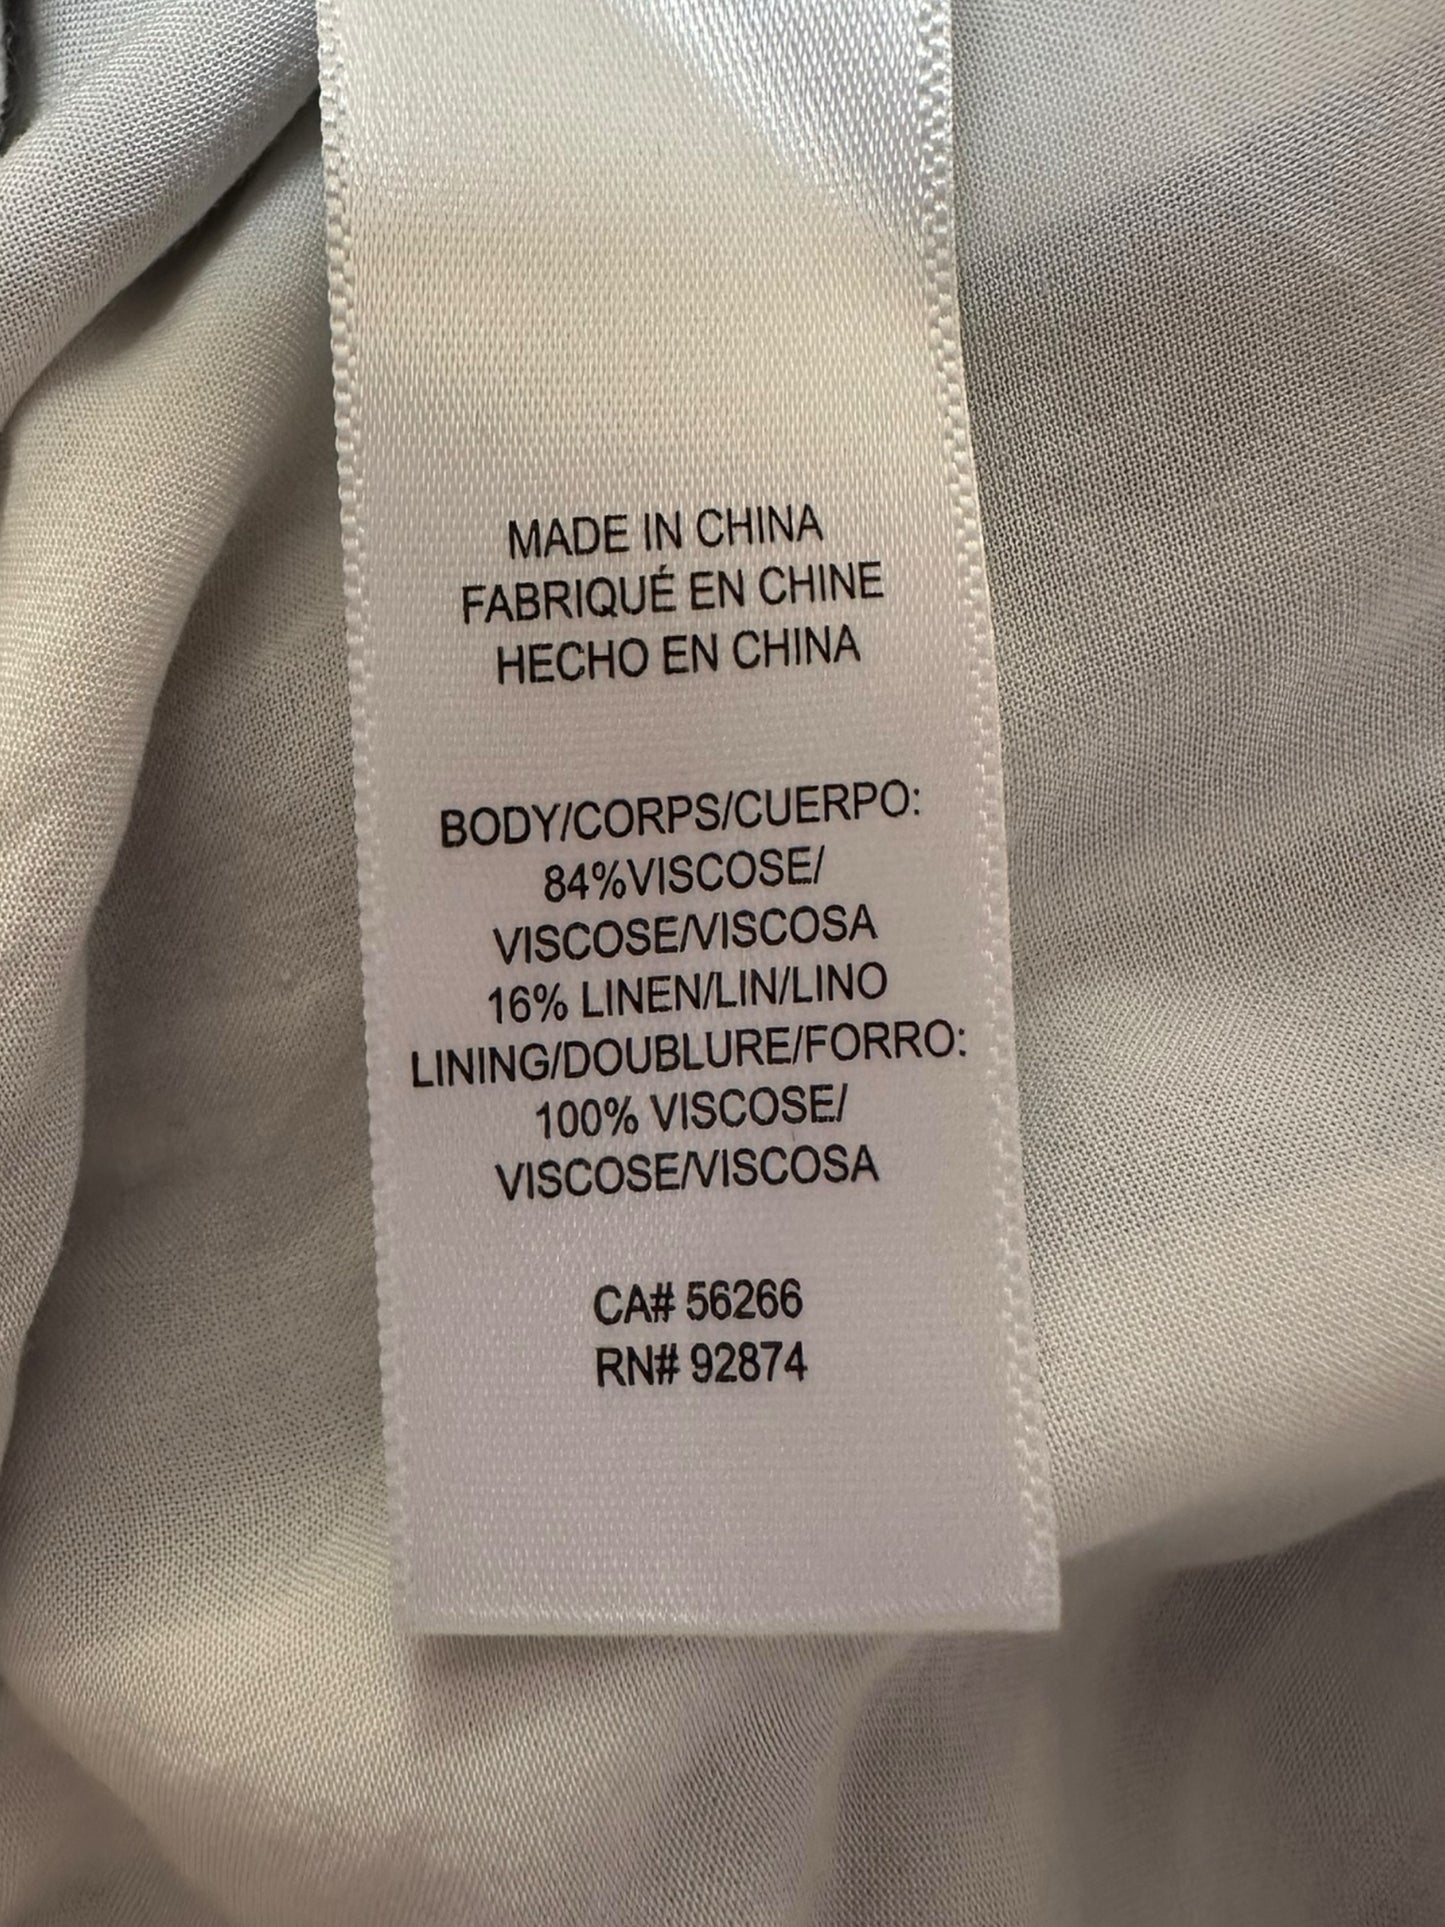 MADE IN CHINA
FABRIQUÉ EN CHINE
HECHO EN CHINA
BODY/CORPS/CUERPO:
84%VISCOSE/
VISCOSE/VISCOSA
16% LINEN/LIN/LINO
LINING/DOUBLURE/FORRO:
100% VISCOSE/
VISCOSE/VISCOSA
CA# 56266
RN# 92874